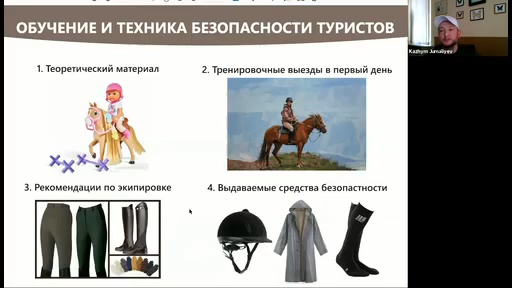 ОБУЧЕНИЕ И ТЕХНИКА БЕЗОПАСНОСТИ ТУРИСТОВ
1. Теоретический материал
2. Тренировочные выезды в первый день
3. Рекомендации по экипировке
4. Выдаваемые средства безопастности
Kazhym Jumaliyev